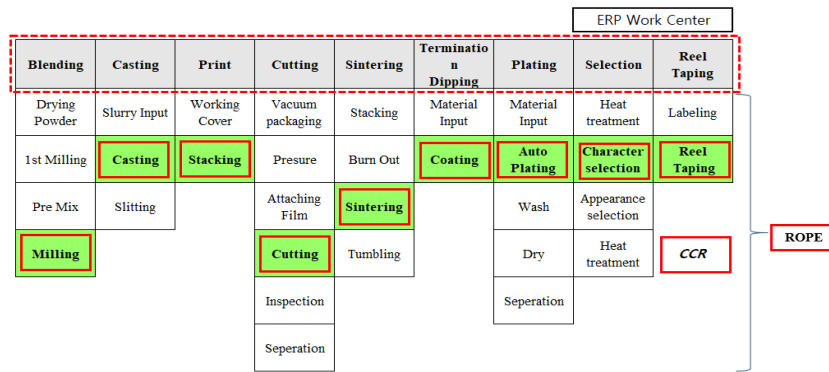 ERP Work Center
Blending Casting Print Cutting Sintering Terminatio n Dipping Plating Selection Reel Taping
Drying Powder Slurry Input Working Cover Vacuum packaging Stacking Material Input Material Input Heat treatment Labeling
1st Milling Casting Stacking Presure Burn Out Coating Auto Plating Character selection Reel Taping
Pre Mix Slitting Attaching Film Sintering Wash Appearance selection
Milling Cutting Tumbling Dry Heat treatment CCR
ROPE
Inspection Seperation
Seperation